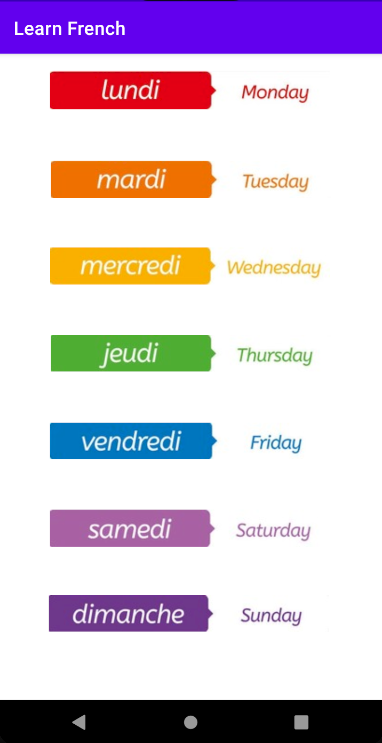 Learn French
lundi Monday
mardi Tuesday
mercredi Wednesday
jeudi Thursday
vendredi Friday
samedi Saturday
dimanche Sunday